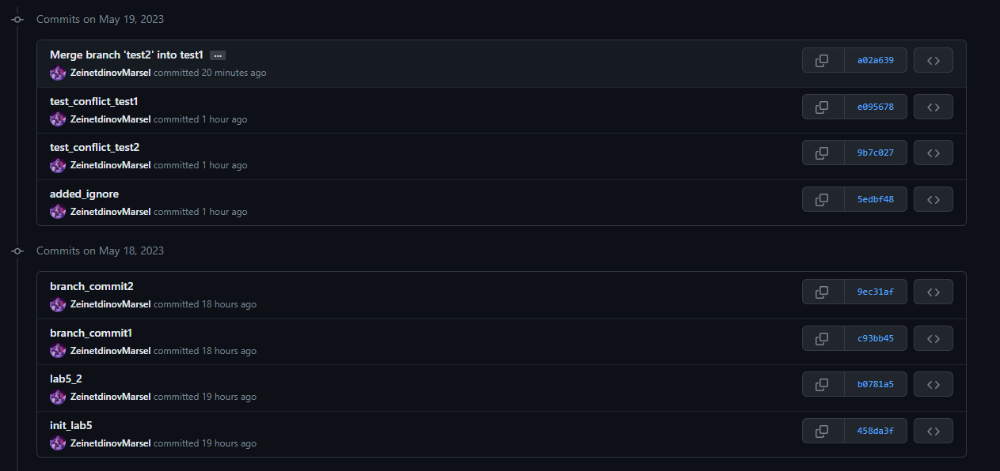 Commits on May 19, 2023
Merge branch 'test2' into test1 ...
a02a639
ZeinetdinovMarsel committed 20 minutes ago
test_conflict_test1
e095678
ZeinetdinovMarsel committed 1 hour ago
test_conflict_test2
9b7c027
ZeinetdinovMarsel committed 1 hour ago
added_ignore
5edbf48
ZeinetdinovMarsel committed 1 hour ago
Commits on May 18, 2023
branch_commit2
9ec31af
ZeinetdinovMarsel committed 18 hours ago
branch_commit1
c93bb45
ZeinetdinovMarsel committed 18 hours ago
lab5_2
b0781a5
ZeinetdinovMarsel committed 19 hours ago
init_lab5
458da3f
ZeinetdinovMarsel committed 19 hours ago